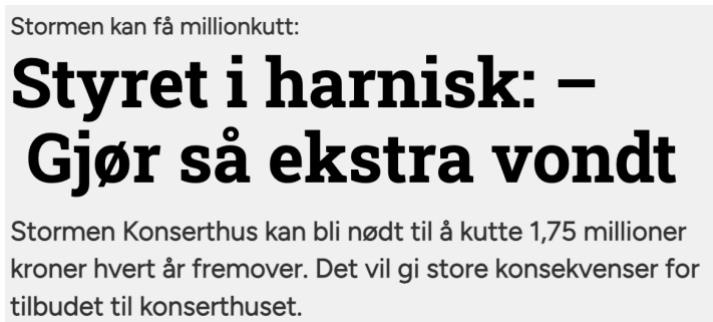 Stormen kan få millionkutt:
Styret i harnisk: –
Gjør så ekstra vondt
Stormen Konserthus kan bli nødt til å kutte 1,75 millioner
kroner hvert år fremover. Det vil gi store konsekvenser for
tilbudet til konserthuset.